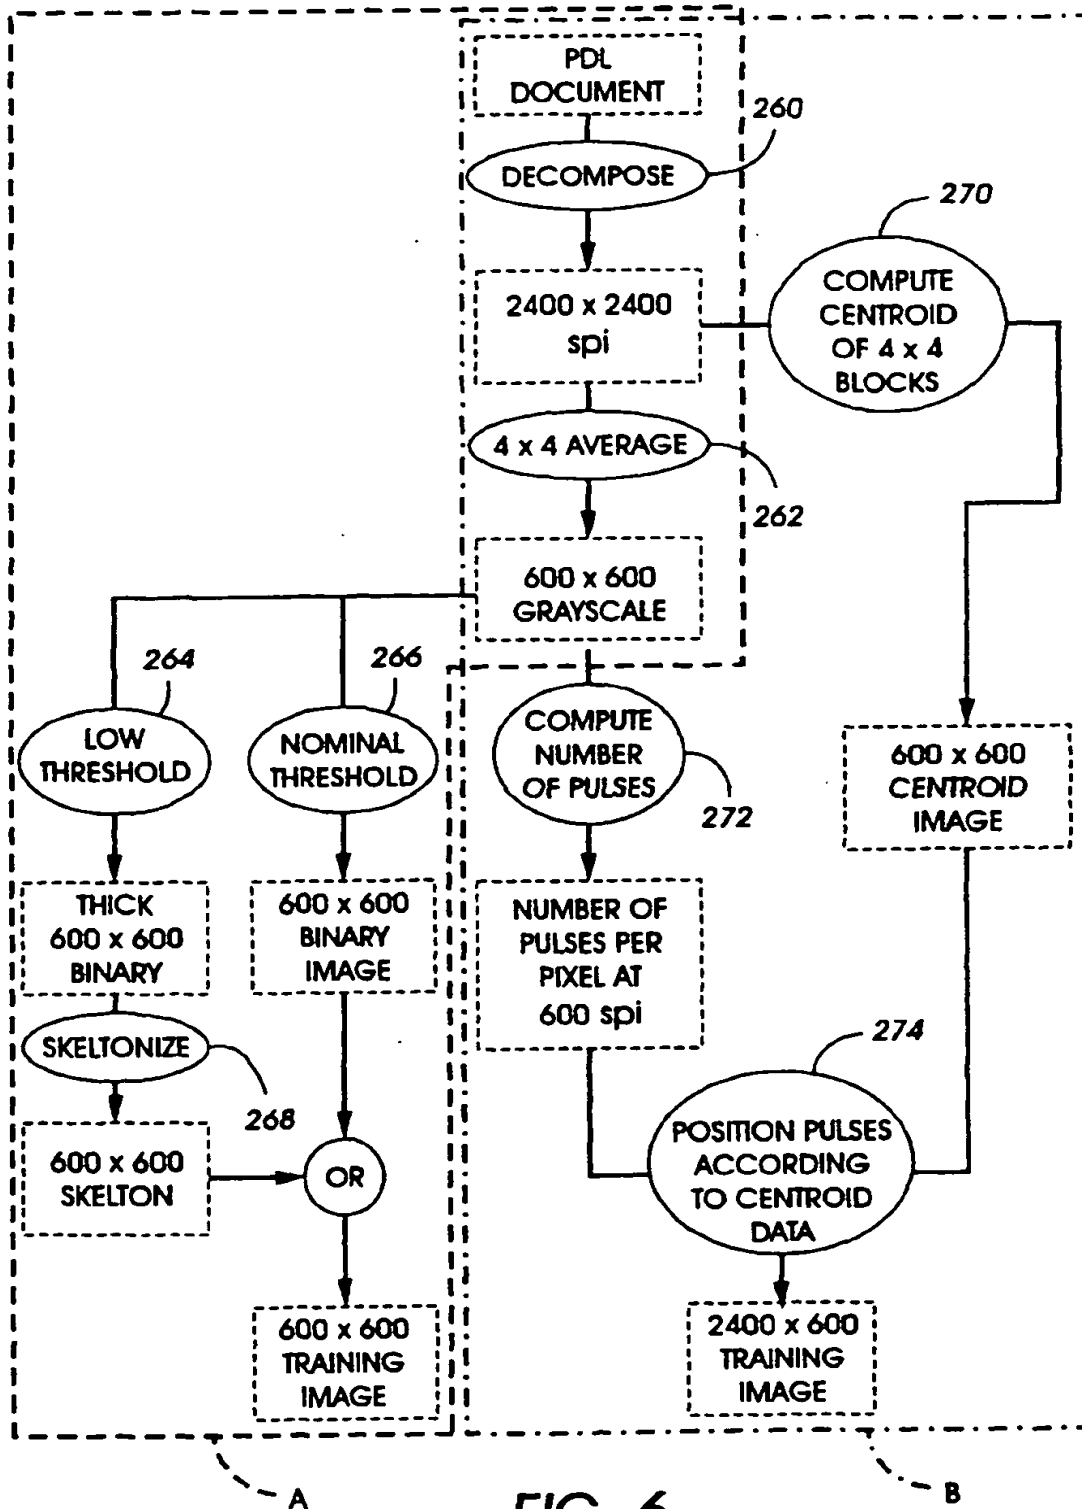 PDL
DOCUMENT
260
DECOMPOSE
270
2400 x 2400
spi
COMPUTE
CENTROID
OF 4 x 4
BLOCKS
4 x 4 AVERAGE
262
600 x 600
GRAYSCALE
264
266
LOW
THRESHOLD
NOMINAL
THRESHOLD
COMPUTE
NUMBER
OF PULSES
272
600 x 600
CENTROID
IMAGE
THICK
600 x 600
BINARY
600 x 600
BINARY
IMAGE
NUMBER OF
PULSES PER
PIXEL AT
600 spi
SKELTONIZE
268
274
600 x 600
SKELTON
OR
POSITION PULSES
ACCORDING
TO CENTROID
DATA
600 x 600
TRAINING
IMAGE
2400 x 600
TRAINING
IMAGE
A
B
FIG. 6